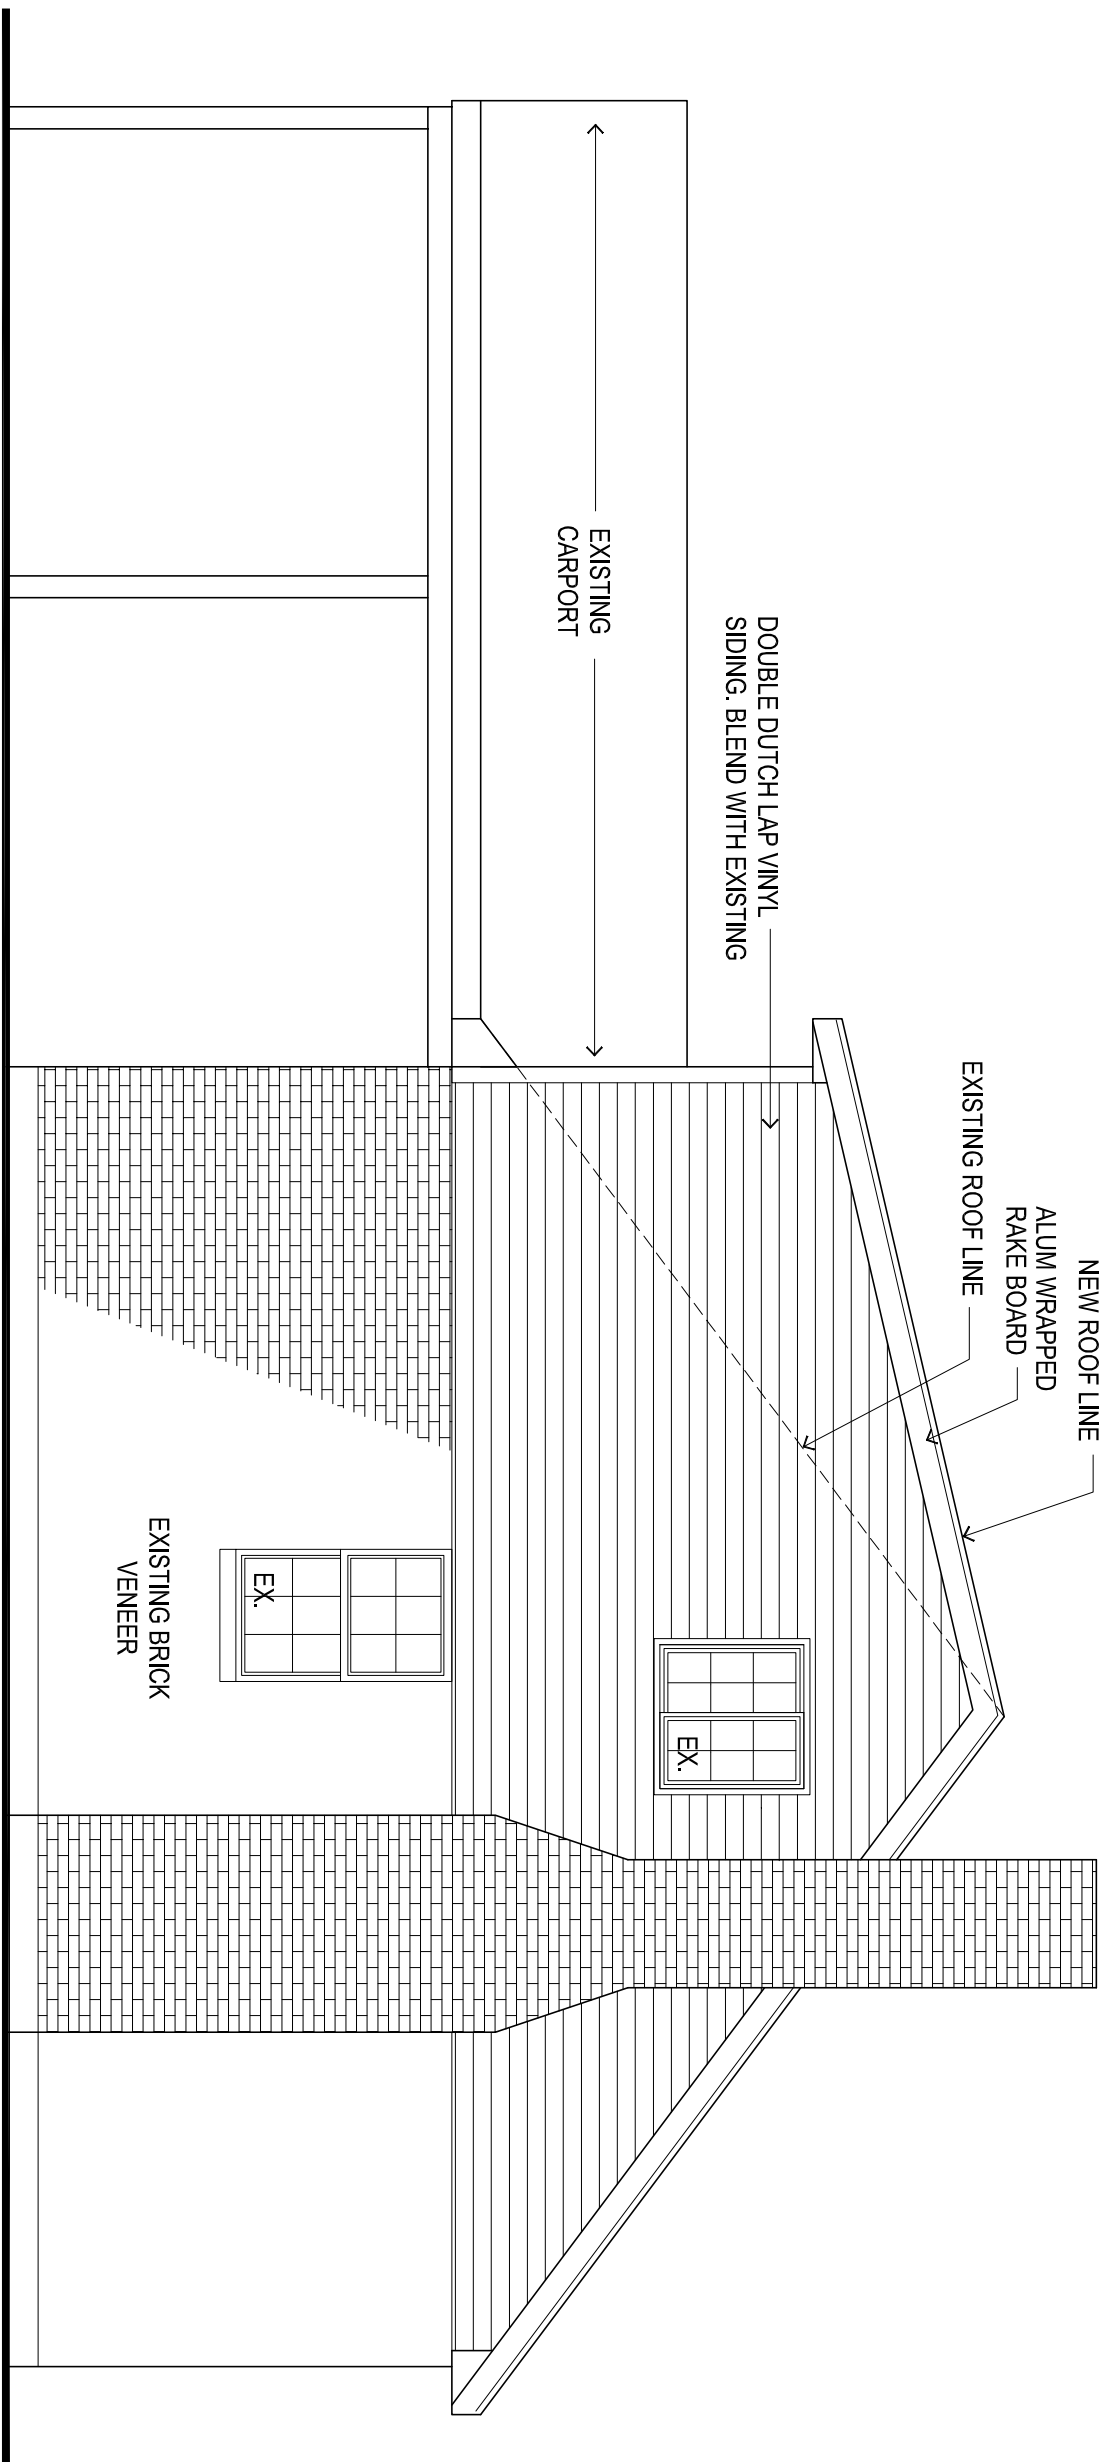 NEW ROOF LINE
ALUM WRAPPED
RAKE BOARD
EXISTING ROOF LINE
DOUBLE DUTCH LAP VINYL
SIDING. BLEND WITH EXISTING
EXISTING
CARPORT
EX.
EX.
EXISTING BRICK
VENEER